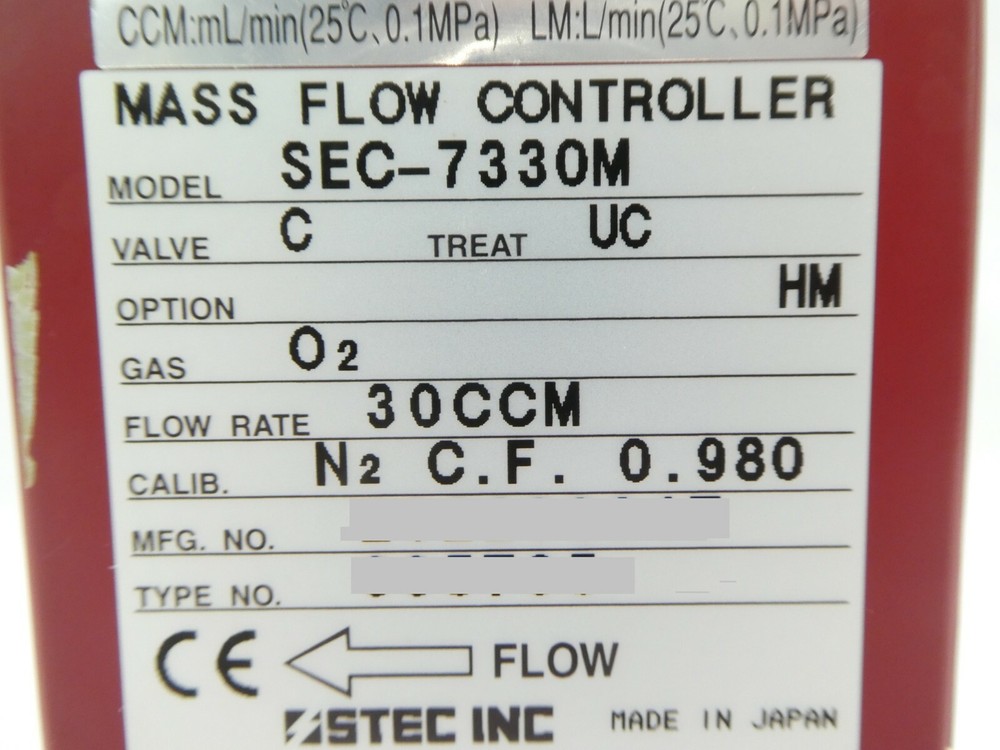 CCM:mL/min(25℃、0.1MPa) LM:L/min(25℃、0.1MPa)
MASS FLOW CONTROLLER
MODEL SEC-7330M
VALVE C TREAT UC
OPTION HM
GAS O2
FLOW RATE 30CCM
CALIB. N2 C.F. 0.980
MFG. NO.
TYPE NO.
CE FLOW
STEC INC MADE IN JAPAN